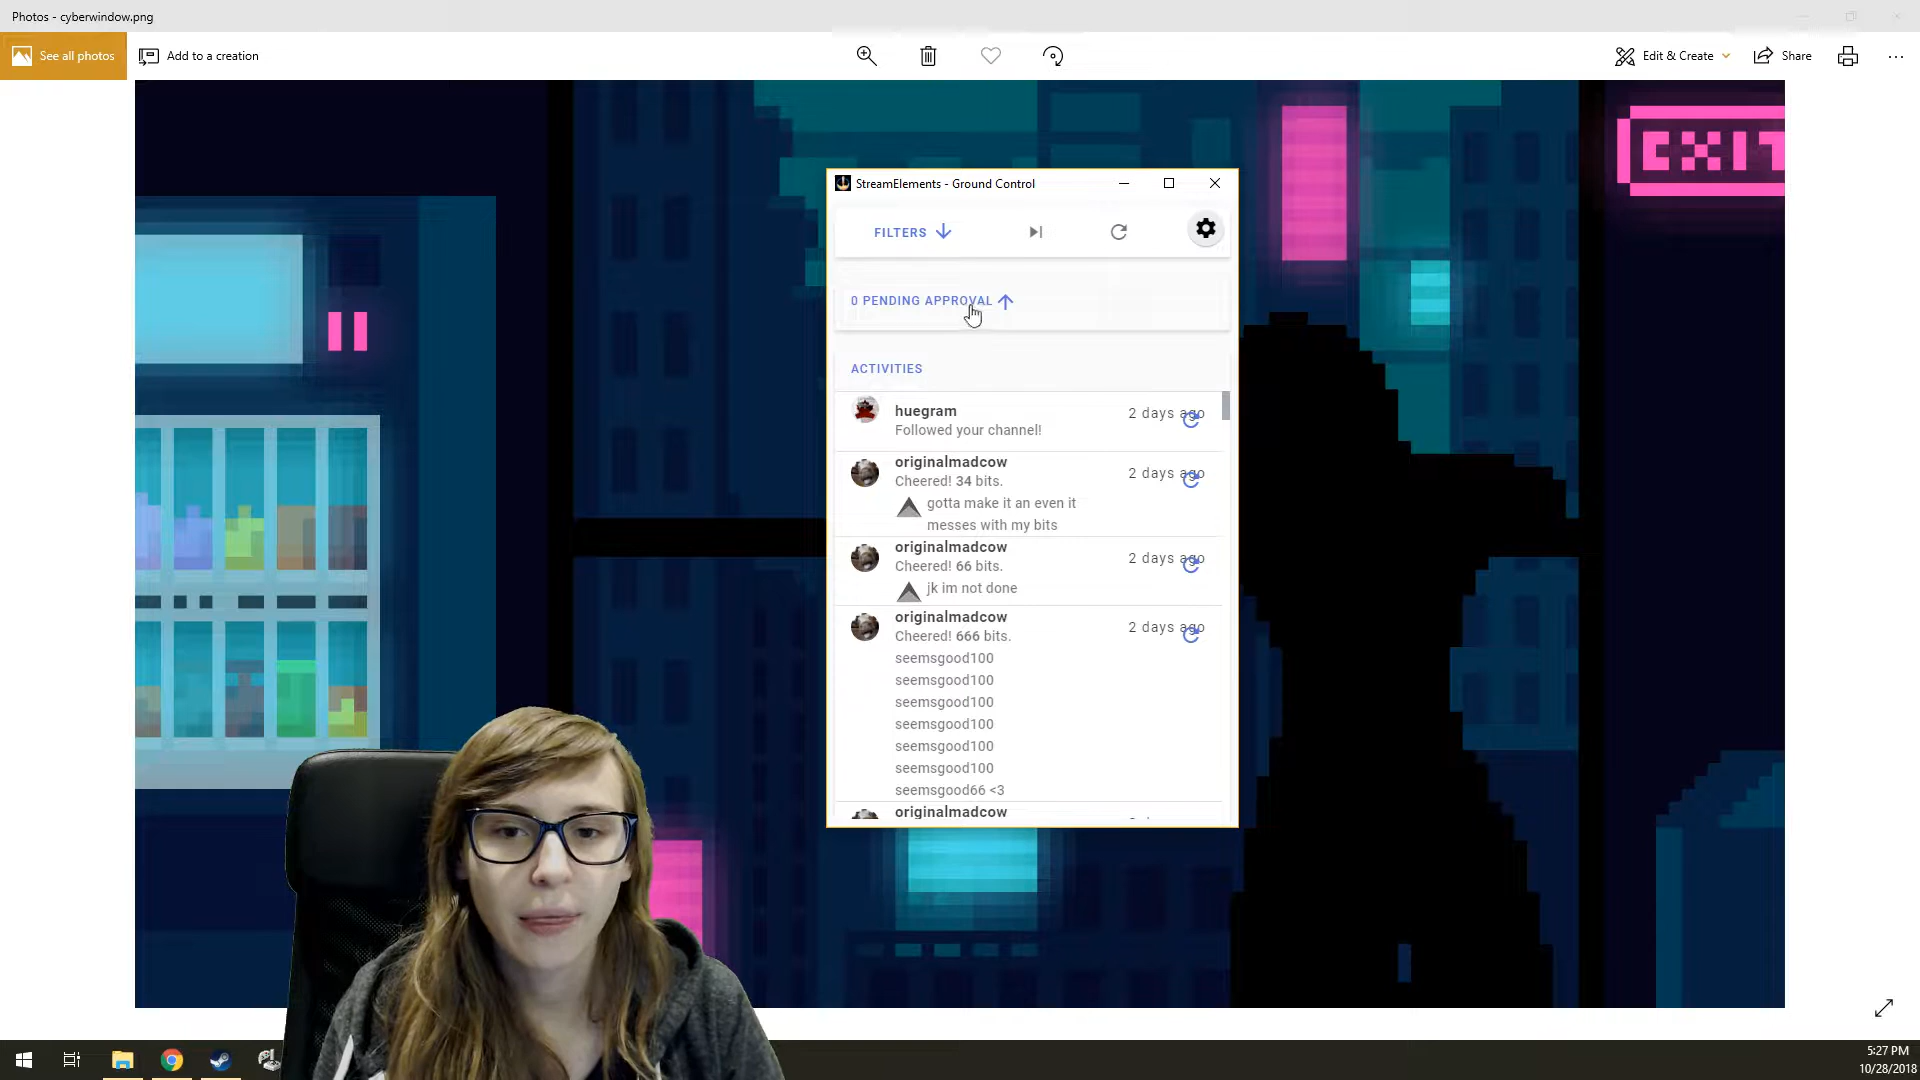 Photos - cyberwindow.png
See all photos
Add to a creation
Edit & Create
Share
EXIT
StreamElements - Ground Control
FILTERS
0 PENDING APPROVAL
ACTIVITIES
huegram
2 days ago
Followed your channel!
originalmadcow
2 days ago
Cheered! 34 bits.
gotta make it an even it
messes with my bits
originalmadcow
2 days ago
Cheered! 66 bits.
jk im not done
originalmadcow
2 days ago
Cheered! 666 bits.
seemsgood100
seemsgood100
seemsgood100
seemsgood100
seemsgood100
seemsgood100
seemsgood66 <3
originalmadcow
5:27 PM
10/28/2018